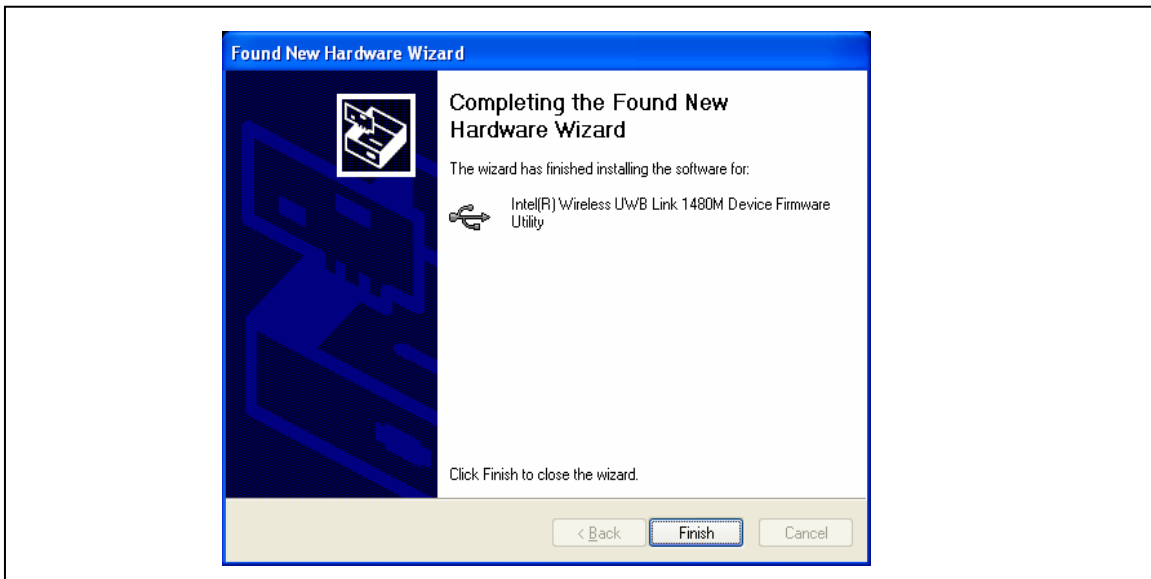 Found New Hardware Wizard
Completing the Found New
Hardware Wizard
The wizard has finished installing the software for:
Intel(R) Wireless UWB Link 1480M Device Firmware
Utility
Click Finish to close the wizard.
< Back
Finish
Cancel